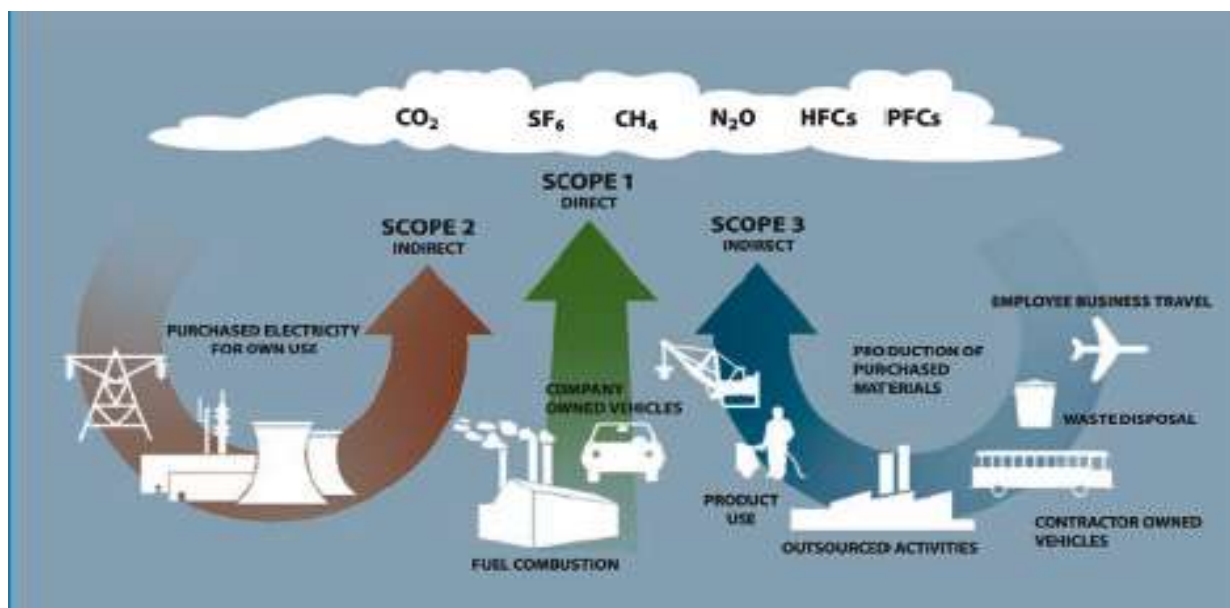 CO₂ SF₆ CH₄ N₂O HFCs PFCs
SCOPE 1
DIRECT
SCOPE 2
INDIRECT
SCOPE 3
INDIRECT
PURCHASED ELECTRICITY
FOR OWN USE
COMPANY
OWNED VEHICLES
FUEL COMBUSTION
EMPLOYEE BUSINESS TRAVEL
PRODUCTION OF
PURCHASED
MATERIALS
WASTE DISPOSAL
PRODUCT
USE
OUTSOURCED ACTIVITIES
CONTRACTOR OWNED
VEHICLES